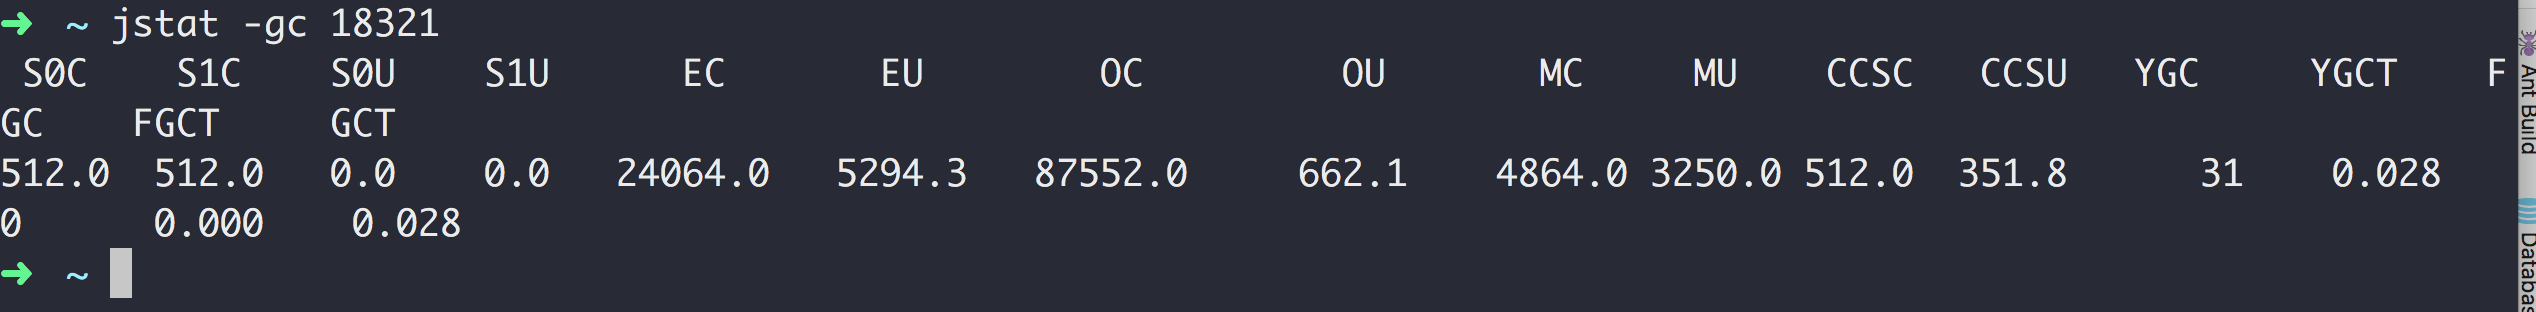 ➜ ~ jstat -gc 18321
S0C S1C S0U S1U EC EU OC OU MC MU CCSC CCSU YGC YGCT F
GC FGCT GCT
512.0 512.0 0.0 0.0 24064.0 5294.3 87552.0 662.1 4864.0 3250.0 512.0 351.8 31 0.028
0 0.000 0.028
➜ ~
Ant Build